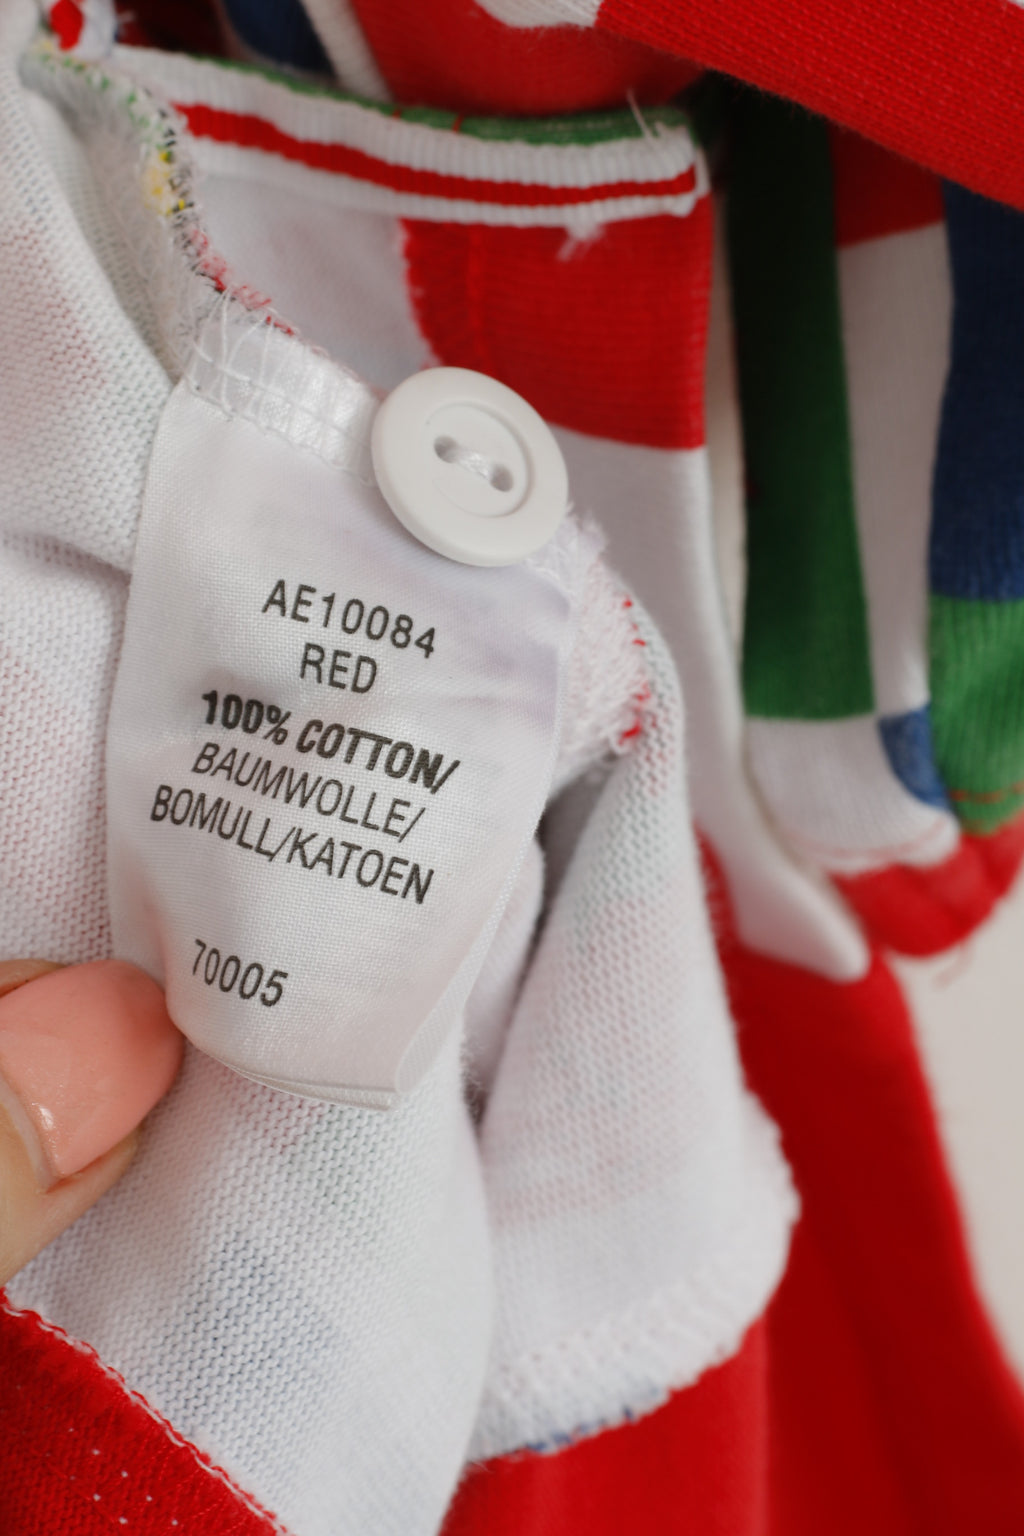 AE10084
RED
100% COTTON/
BAUMWOLLE/
BOMULL/KATOEN
70005